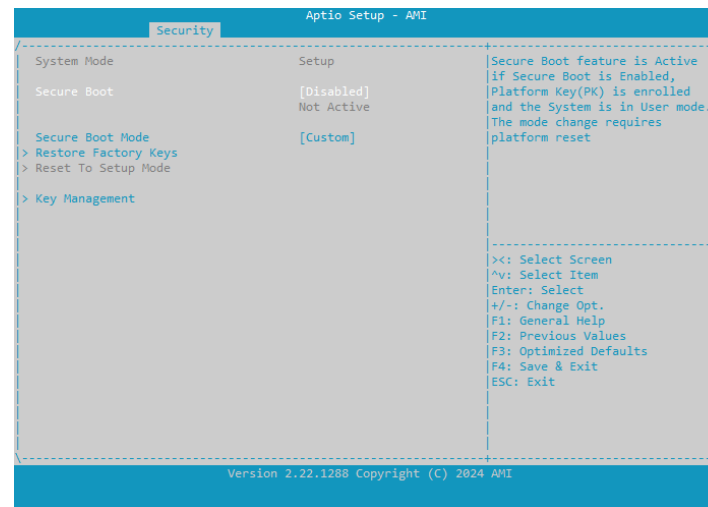 Aptio Setup - AMI
Security
System Mode Setup
Secure Boot [Disabled]
Not Active
Secure Boot Mode [Custom]
> Restore Factory Keys
> Reset To Setup Mode
> Key Management
Secure Boot feature is Active
if Secure Boot is Enabled,
Platform Key(PK) is enrolled
and the System is in User mode.
The mode change requires
platform reset
><: Select Screen
^v: Select Item
Enter: Select
+/-: Change Opt.
F1: General Help
F2: Previous Values
F3: Optimized Defaults
F4: Save & Exit
ESC: Exit
Version 2.22.1288 Copyright (C) 2024 AMI